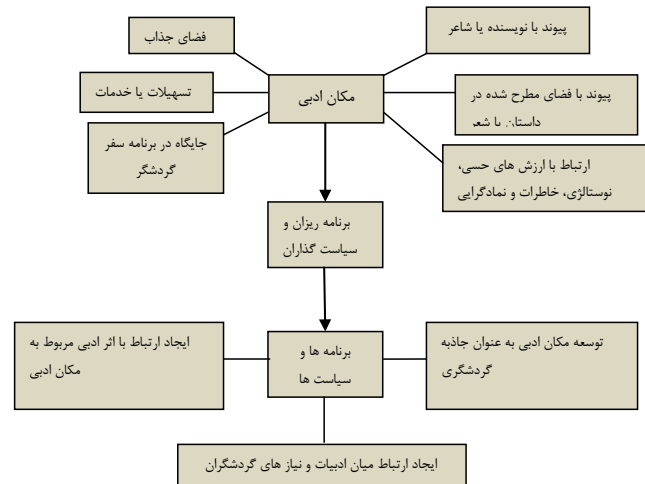 پیوند با نویسنده یا شاعر
فضای جذاب
مکان ادبی
پیوند با فضای مطرح شده در
داستان یا شعر
تسهیلات یا خدمات
جایگاه در برنامه سفر
گردشگر
ارتباط با ارزش های حسی،
نوستالژی، خاطرات و نمادگرایی
برنامه ریزان و
سیاست گذاران
توسعه مکان ادبی به عنوان جاذبه
گردشگری
برنامه ها و
سیاست ها
ایجاد ارتباط با اثر ادبی مربوط به
مکان ادبی
ایجاد ارتباط میان ادبیات و نیاز های گردشگران